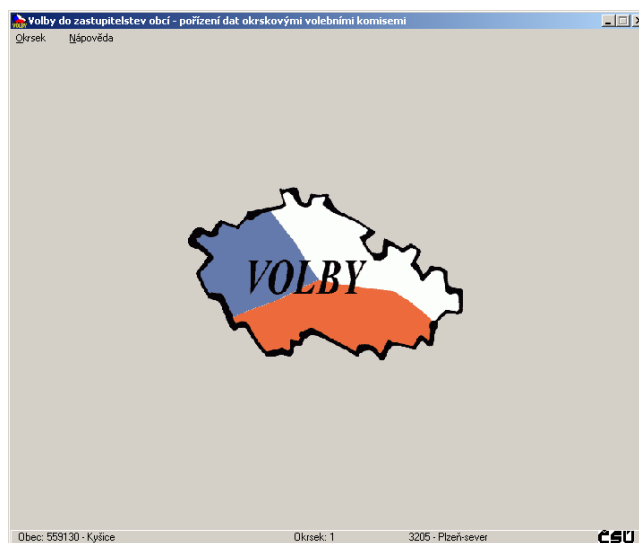 Volby do zastupitelstev obcí - pořízení dat okrskovými volebními komisemi
Okrsek Nápověda
VOLBY
Obec: 559130 - Kyšice Okrsek: 1 3205 - Plzeň-sever ČSÚ